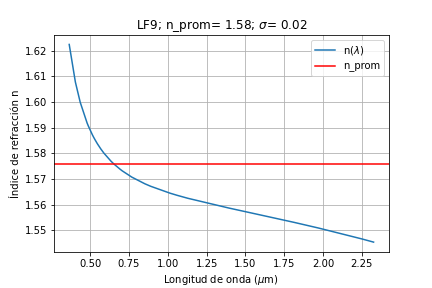 LF9; n_prom= 1.58; σ= 0.02
n(λ)
n_prom
1.62
1.61
1.60
1.59
1.58
1.57
1.56
1.55
Índice de refracción n
0.50 0.75 1.00 1.25 1.50 1.75 2.00 2.25
Longitud de onda (μm)